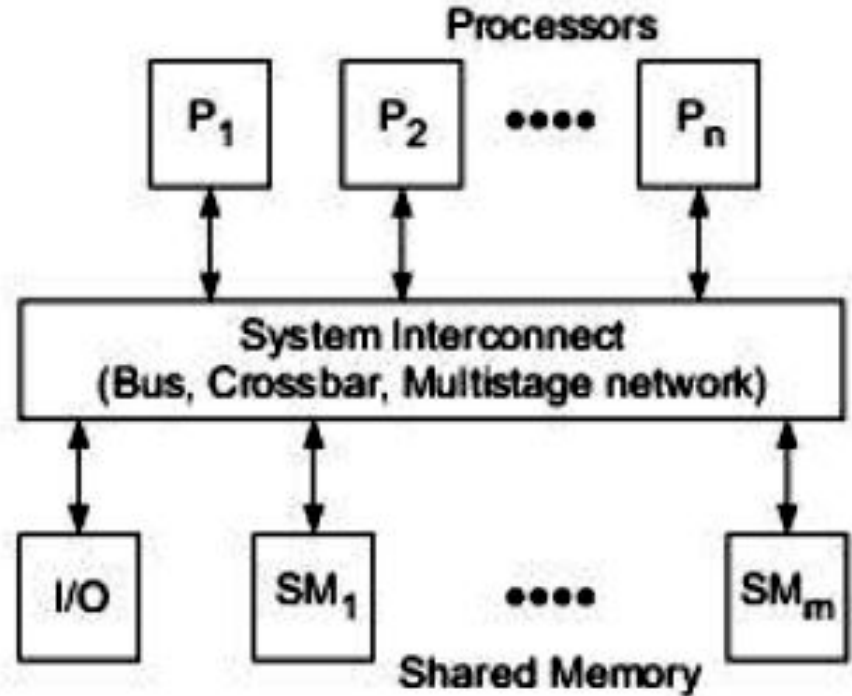 Processors
P1 P2 •••• Pn
System Interconnect
(Bus, Crossbar, Multistage network)
I/O SM1 •••• SMm
Shared Memory